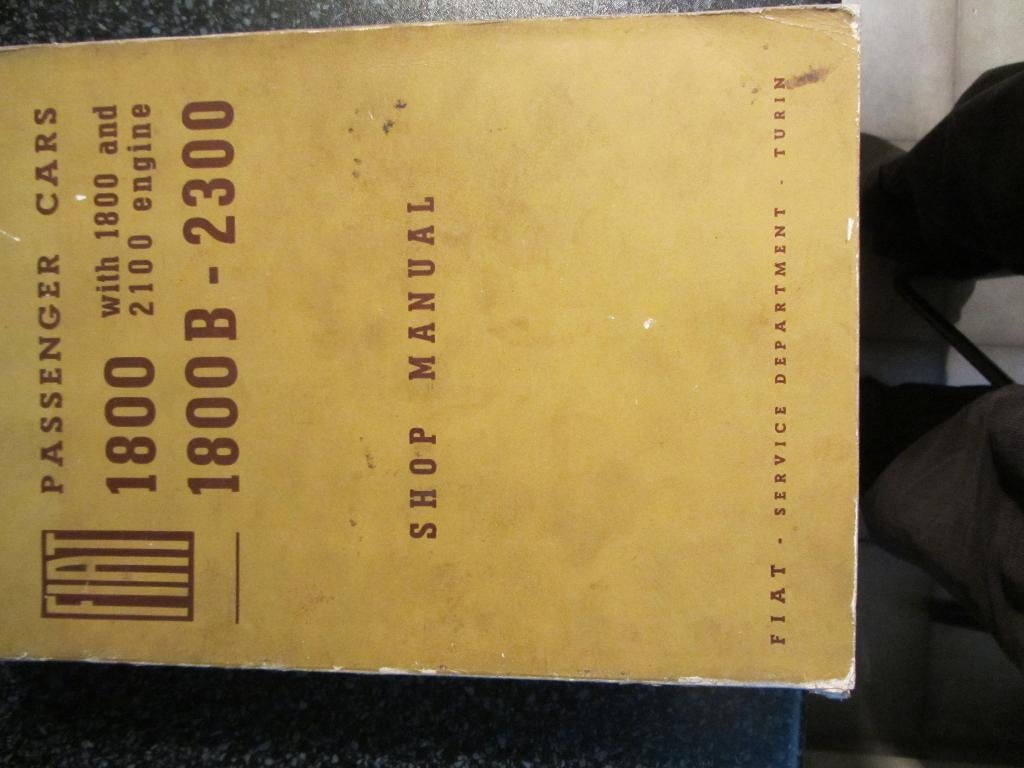 FIAT
PASSENGER CARS
1800 with 1800 and
2100 engine
1800 B - 2300
SHOP MANUAL
FIAT - SERVICE DEPARTMENT - TURIN